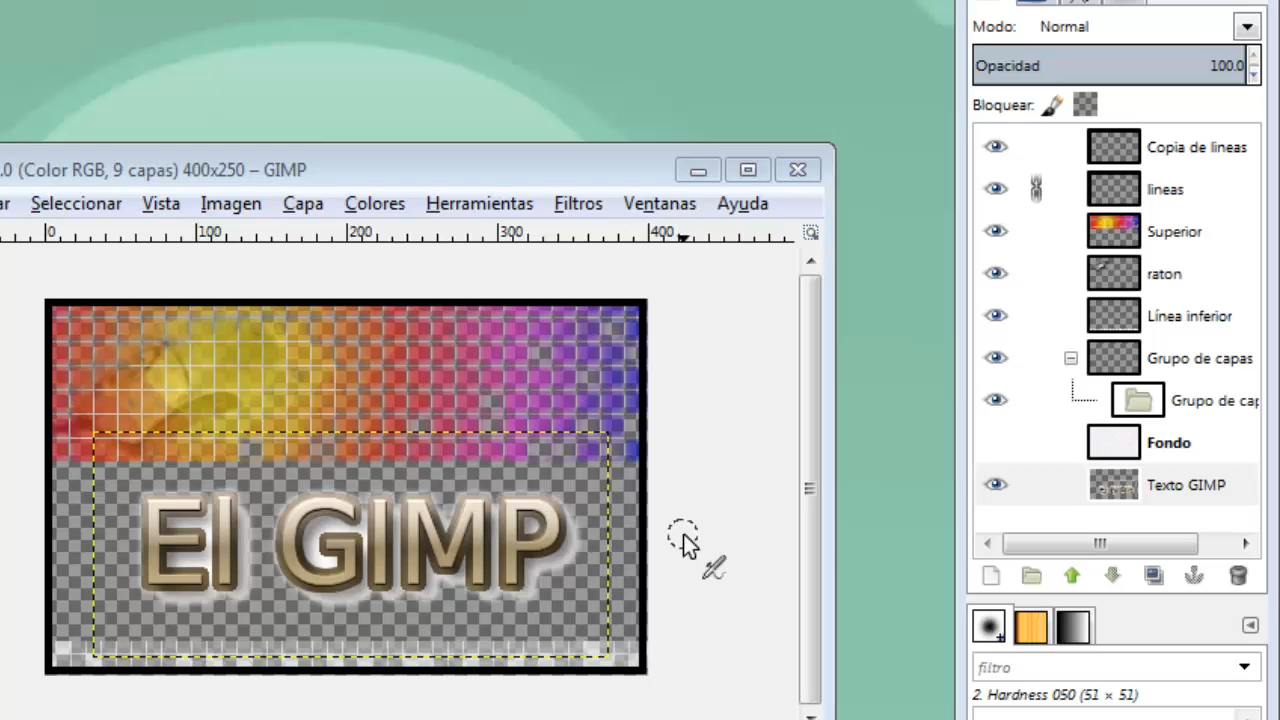 Modo: Normal
Opacidad 100.0
Bloquear:
.0 (Color RGB, 9 capas) 400x250 – GIMP
ar Seleccionar Vista Imagen Capa Colores Herramientas Filtros Ventanas Ayuda
0 100 200 300 400
Copia de lineas
lineas
Superior
raton
Línea inferior
Grupo de capas
Grupo de cap
Fondo
Texto GIMP
El GIMP
filtro
2. Hardness 050 (51 × 51)